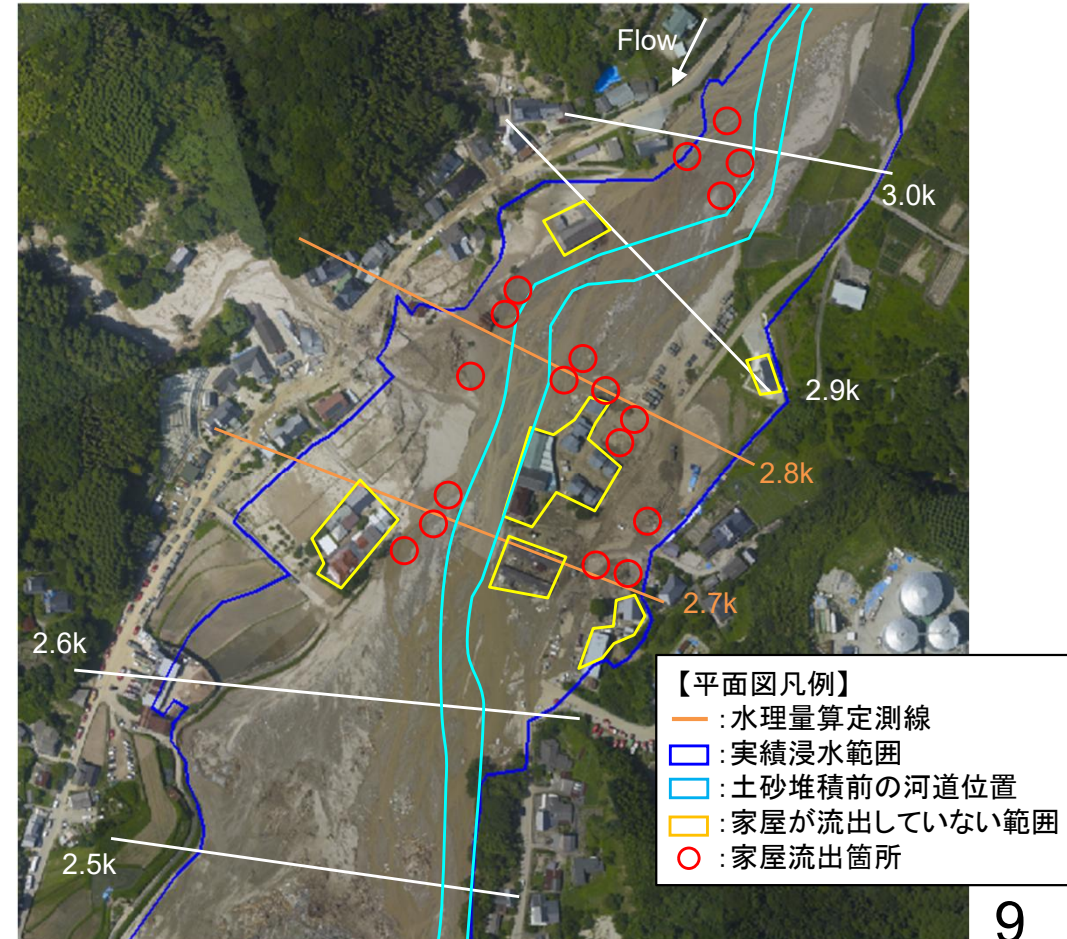 Flow
3.0k
2.9k
2.8k
2.7k
2.6k
2.5k
【平面図凡例】
：水理量算定測線
：実績浸水範囲
：土砂堆積前の河道位置
：家屋が流出していない範囲
：家屋流出箇所
9